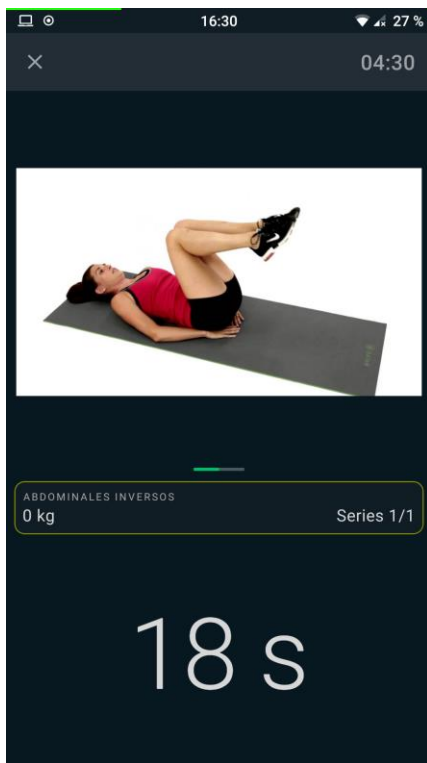 16:30
27 %
04:30
ABDOMINALES INVERSOS
0 kg
Series 1/1
18 s